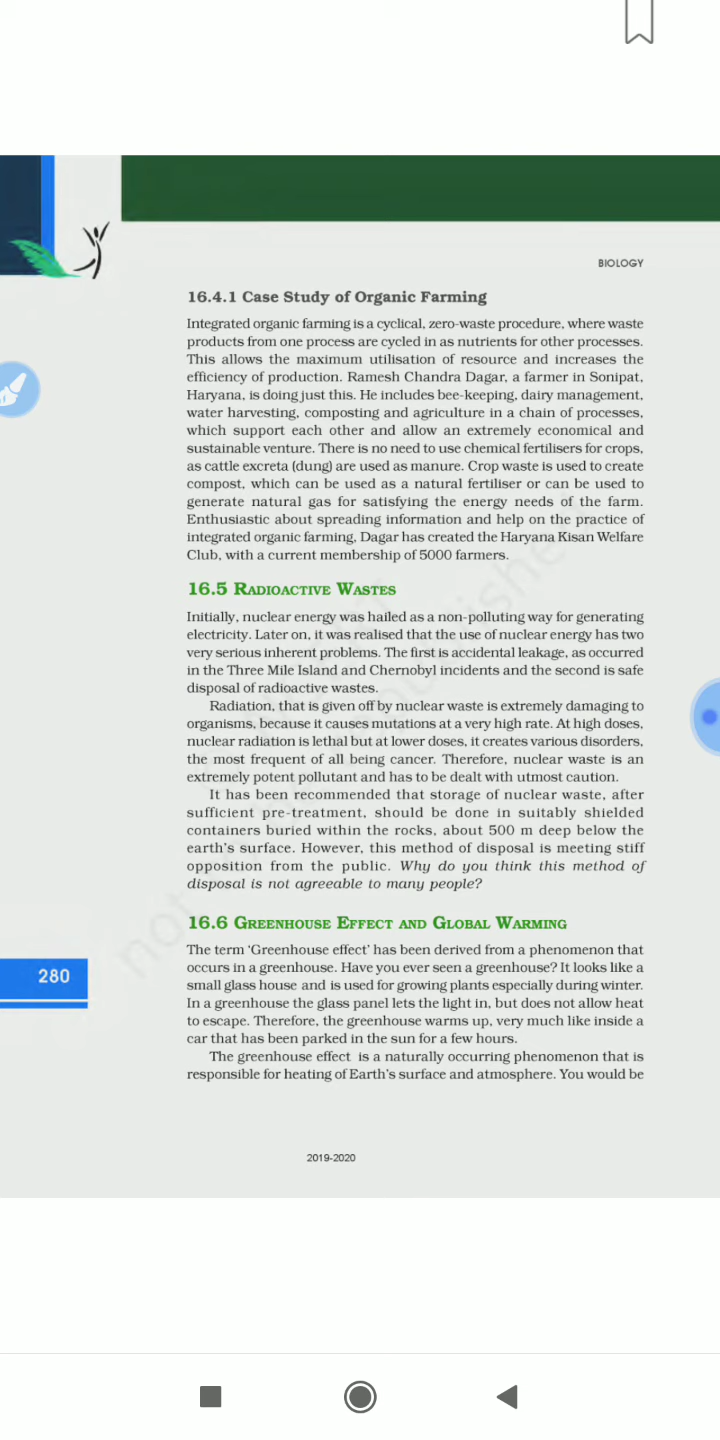 BIOLOGY
16.4.1 Case Study of Organic Farming
Integrated organic farming is a cyclical, zero-waste procedure, where waste
products from one process are cycled in as nutrients for other processes.
This allows the maximum utilisation of resource and increases the
efficiency of production. Ramesh Chandra Dagar, a farmer in Sonipat,
Haryana, is doing just this. He includes bee-keeping, dairy management,
water harvesting, composting and agriculture in a chain of processes,
which support each other and allow an extremely economical and
sustainable venture. There is no need to use chemical fertilisers for crops,
as cattle excreta (dung) are used as manure. Crop waste is used to create
compost, which can be used as a natural fertiliser or can be used to
generate natural gas for satisfying the energy needs of the farm.
Enthusiastic about spreading information and help on the practice of
integrated organic farming, Dagar has created the Haryana Kisan Welfare
Club, with a current membership of 5000 farmers.
16.5 RADIOACTIVE WASTES
Initially, nuclear energy was hailed as a non-polluting way for generating
electricity. Later on, it was realised that the use of nuclear energy has two
very serious inherent problems. The first is accidental leakage, as occurred
in the Three Mile Island and Chernobyl incidents and the second is safe
disposal of radioactive wastes.
Radiation, that is given off by nuclear waste is extremely damaging to
organisms, because it causes mutations at a very high rate. At high doses,
nuclear radiation is lethal but at lower doses, it creates various disorders,
the most frequent of all being cancer. Therefore, nuclear waste is an
extremely potent pollutant and has to be dealt with utmost caution.
It has been recommended that storage of nuclear waste, after
sufficient pre-treatment, should be done in suitably shielded
containers buried within the rocks, about 500 m deep below the
earth's surface. However, this method of disposal is meeting stiff
opposition from the public. Why do you think this method of
disposal is not agreeable to many people?
16.6 GREENHOUSE EFFECT AND GLOBAL WARMING
The term 'Greenhouse effect' has been derived from a phenomenon that
occurs in a greenhouse. Have you ever seen a greenhouse? It looks like a
small glass house and is used for growing plants especially during winter.
In a greenhouse the glass panel lets the light in, but does not allow heat
to escape. Therefore, the greenhouse warms up, very much like inside a
car that has been parked in the sun for a few hours.
The greenhouse effect is a naturally occurring phenomenon that is
responsible for heating of Earth's surface and atmosphere. You would be
280
2019-2020